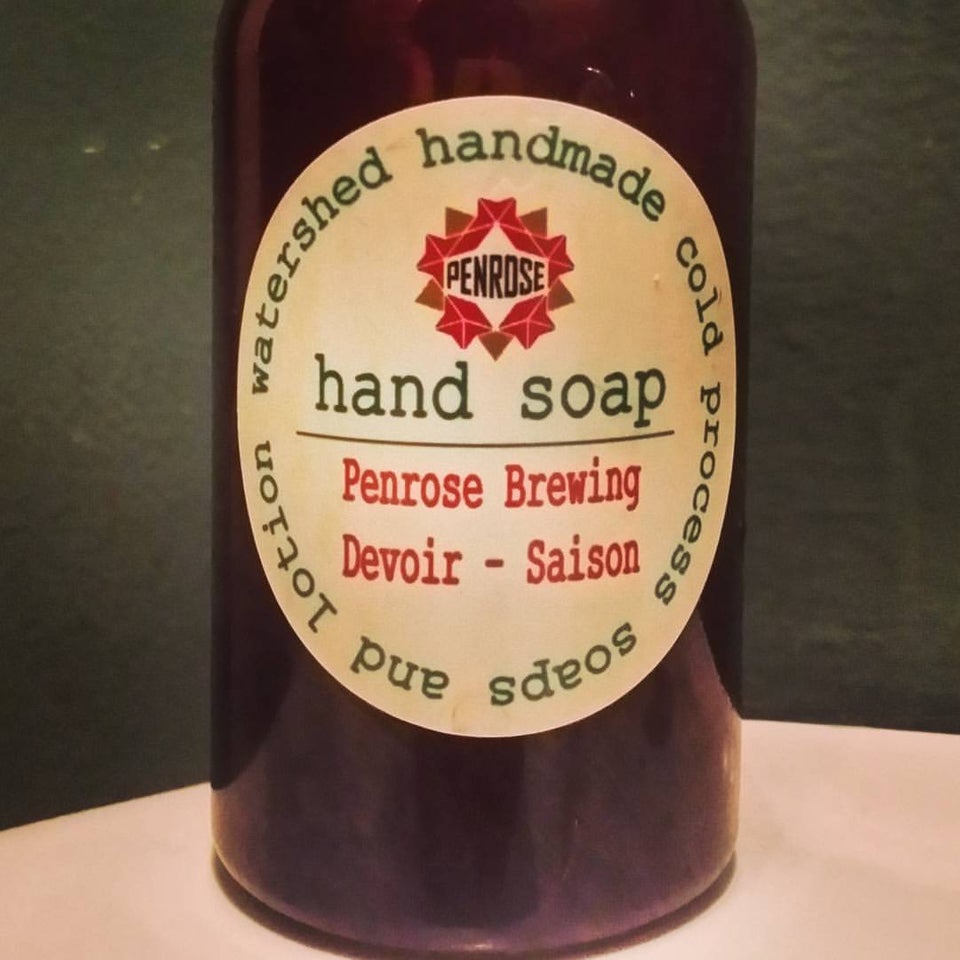 watershed handmade cold process soaps and lotion
PENROSE
hand soap
Penrose Brewing
Devoir - Saison